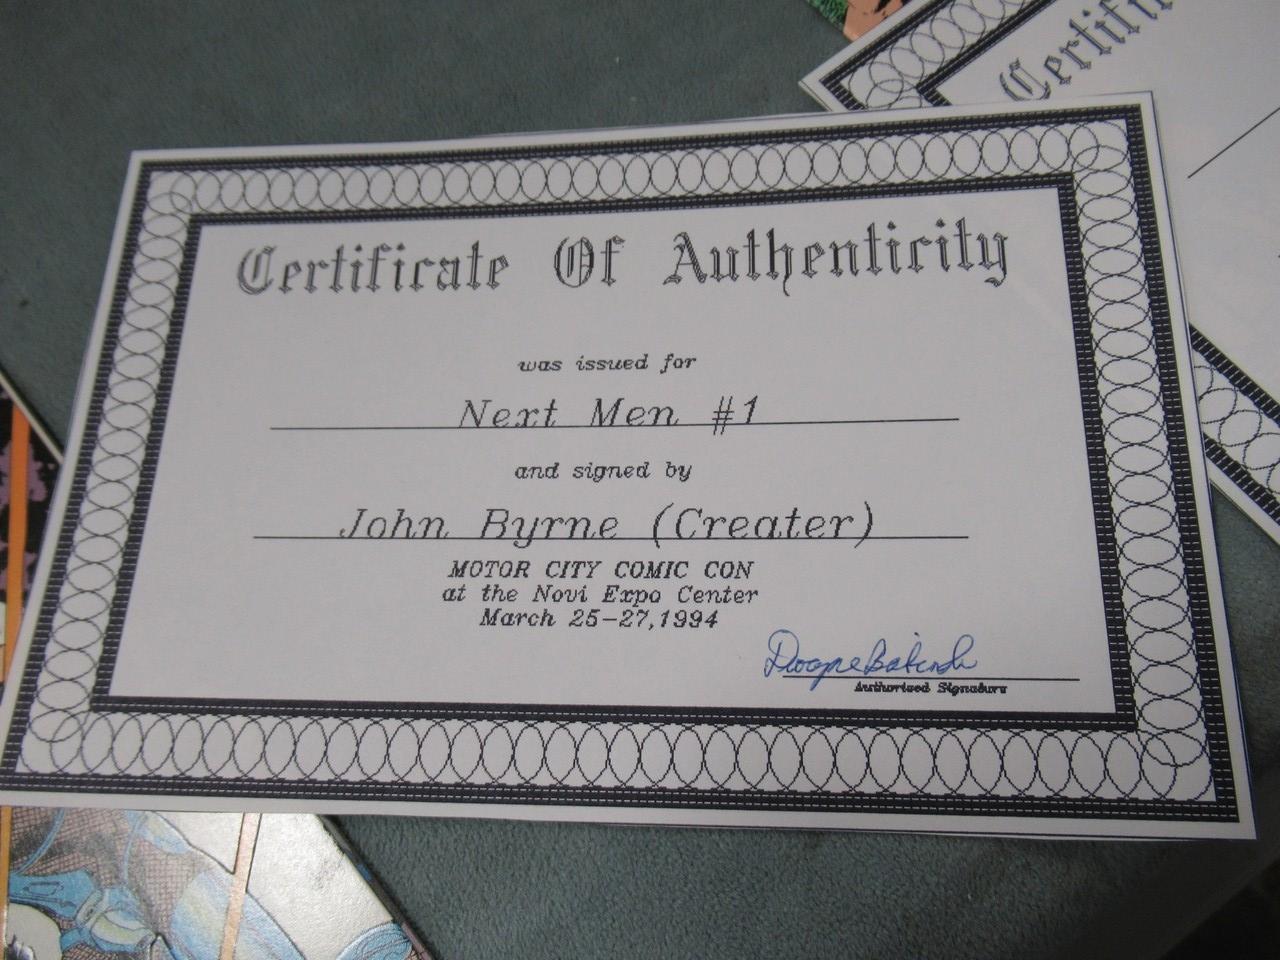 Certificate Of Authenticity
was issued for
Next Men #1
and signed by
John Byrne (Creater)
MOTOR CITY COMIC CON
at the Novi Expo Center
March 25-27,1994
Authorized Signature
Certif